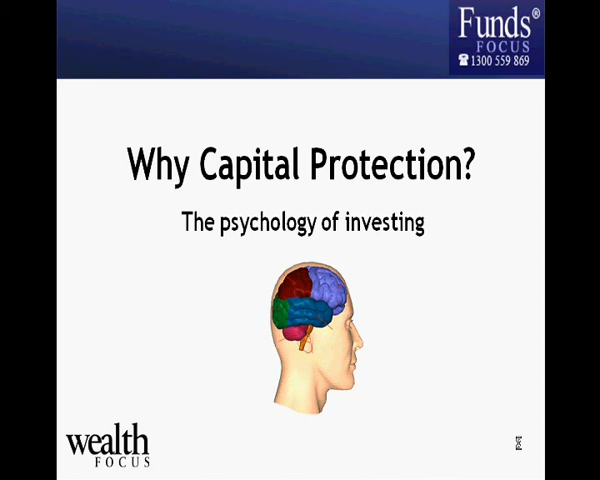 Funds®
FOCUS
☎ 1300 559 869
Why Capital Protection?
The psychology of investing
wealth
FOCUS